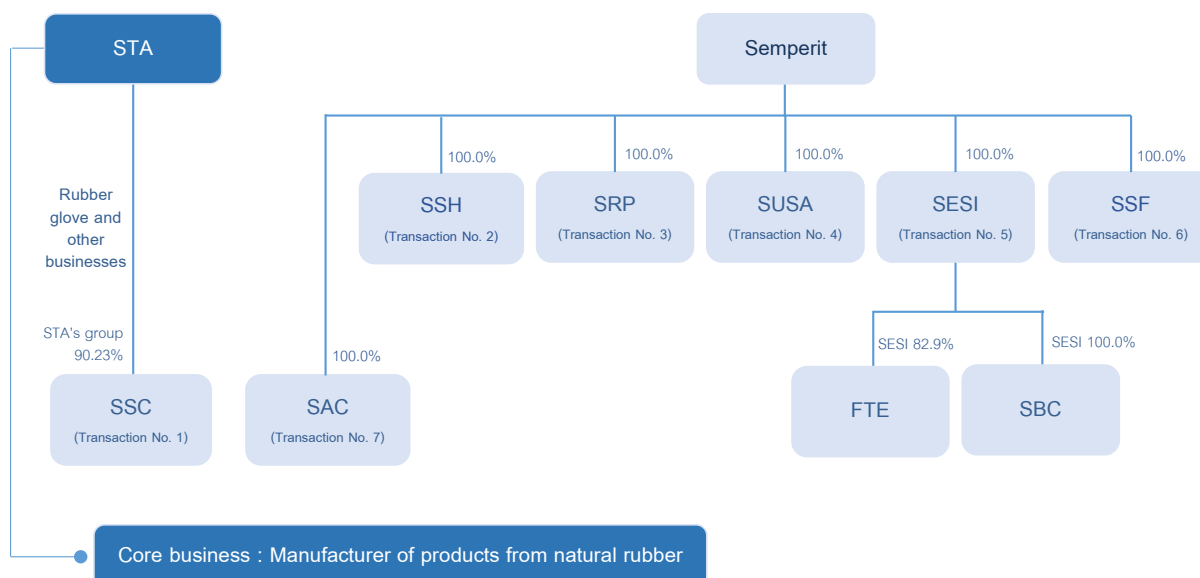 STA
Semperit
100.0%
100.0%
100.0%
100.0%
100.0%
Rubber
glove and
other
businesses
SSH
(Transaction No. 2)
SRP
(Transaction No. 3)
SUSA
(Transaction No. 4)
SESI
(Transaction No. 5)
SSF
(Transaction No. 6)
STA's group
90.23%
100.0%
SESI 82.9%
SESI 100.0%
SSC
(Transaction No. 1)
SAC
(Transaction No. 7)
FTE
SBC
Core business : Manufacturer of products from natural rubber